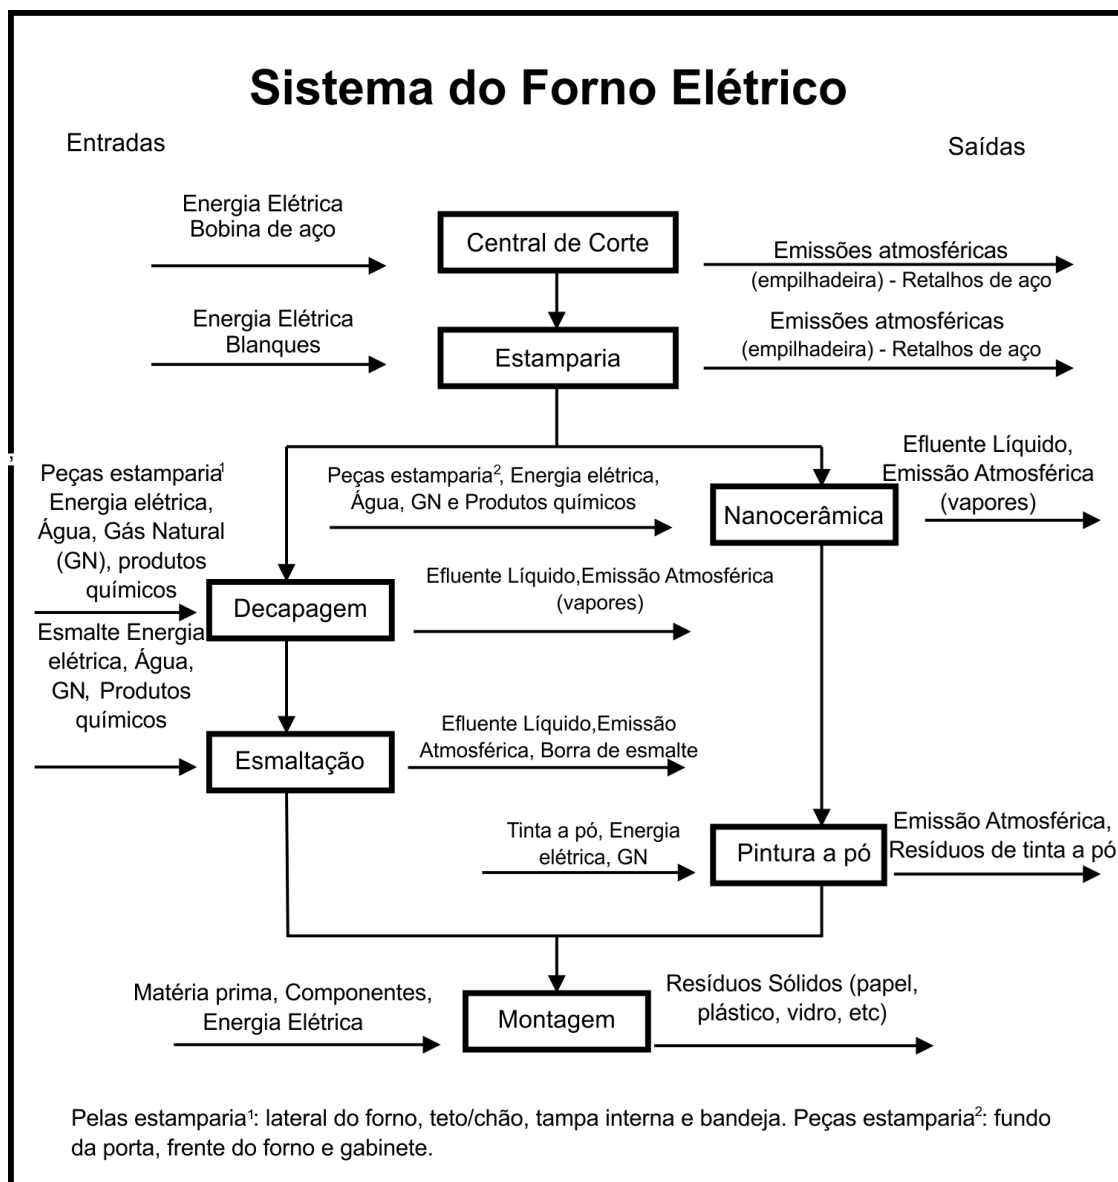 Sistema do Forno Elétrico
Entradas
Saídas
Energia Elétrica
Bobina de aço
Central de Corte
Emissões atmosféricas
(empilhadeira) - Retalhos de aço
Energia Elétrica
Blanques
Estamparia
Emissões atmosféricas
(empilhadeira) - Retalhos de aço
,
Peças estamparia¹
Energia elétrica,
Água, Gás Natural
(GN), produtos
químicos
Peças estamparia², Energia elétrica,
Água, GN e Produtos químicos
Nanocerâmica
Efluente Líquido,
Emissão Atmosférica
(vapores)
Decapagem
Efluente Líquido,Emissão Atmosférica
(vapores)
Esmalte Energia
elétrica, Água,
GN, Produtos
químicos
Esmaltação
Efluente Líquido,Emissão
Atmosférica, Borra de esmalte
Tinta a pó, Energia
elétrica, GN
Pintura a pó
Emissão Atmosférica,
Resíduos de tinta a pó
Matéria prima, Componentes,
Energia Elétrica
Montagem
Resíduos Sólidos (papel,
plástico, vidro, etc)
Pelas estamparia¹: lateral do forno, teto/chão, tampa interna e bandeja. Peças estamparia²: fundo
da porta, frente do forno e gabinete.